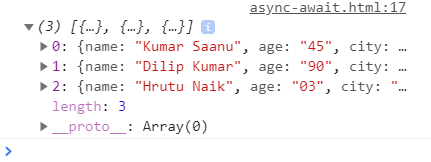 async-await.html:17
▼ (3) [{…}, {…}, {…}] i
▶ 0: {name: "Kumar Saanu", age: "45", city: …
▶ 1: {name: "Dilip Kumar", age: "90", city: …
▶ 2: {name: "Hrutu Naik", age: "03", city: "…
length: 3
▶ __proto__: Array(0)